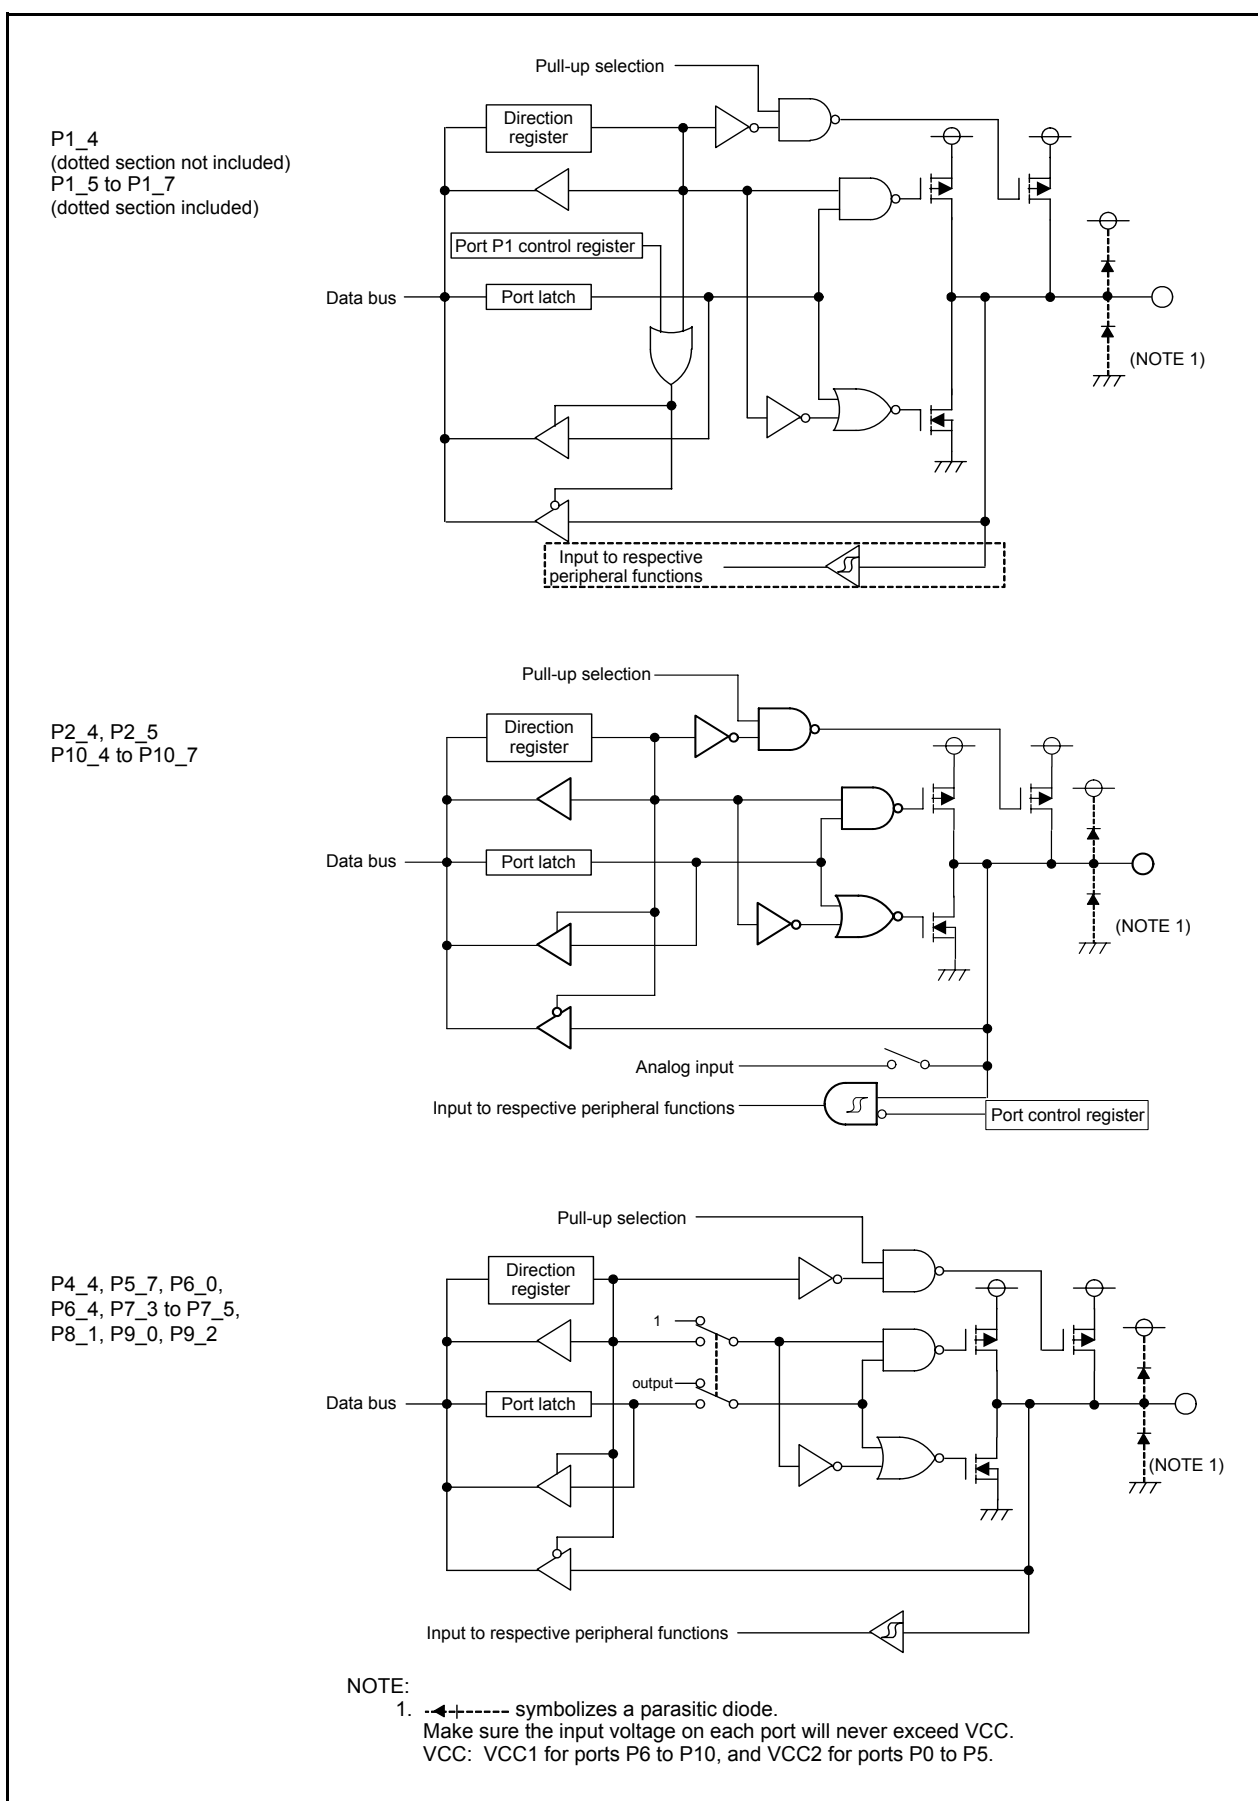 Pull-up selection
Direction
register
P1_4
(dotted section not included)
P1_5 to P1_7
(dotted section included)
Port P1 control register
Data bus
Port latch
(NOTE 1)
Input to respective
peripheral functions
Pull-up selection
P2_4, P2_5
P10_4 to P10_7
Direction
register
Data bus
Port latch
(NOTE 1)
Analog input
Input to respective peripheral functions
Port control register
Pull-up selection
Direction
register
P4_4, P5_7, P6_0,
P6_4, P7_3 to P7_5,
P8_1, P9_0, P9_2
1
output
Data bus
Port latch
(NOTE 1)
Input to respective peripheral functions
NOTE:
1. symbolizes a parasitic diode.
Make sure the input voltage on each port will never exceed VCC.
VCC: VCC1 for ports P6 to P10, and VCC2 for ports P0 to P5.